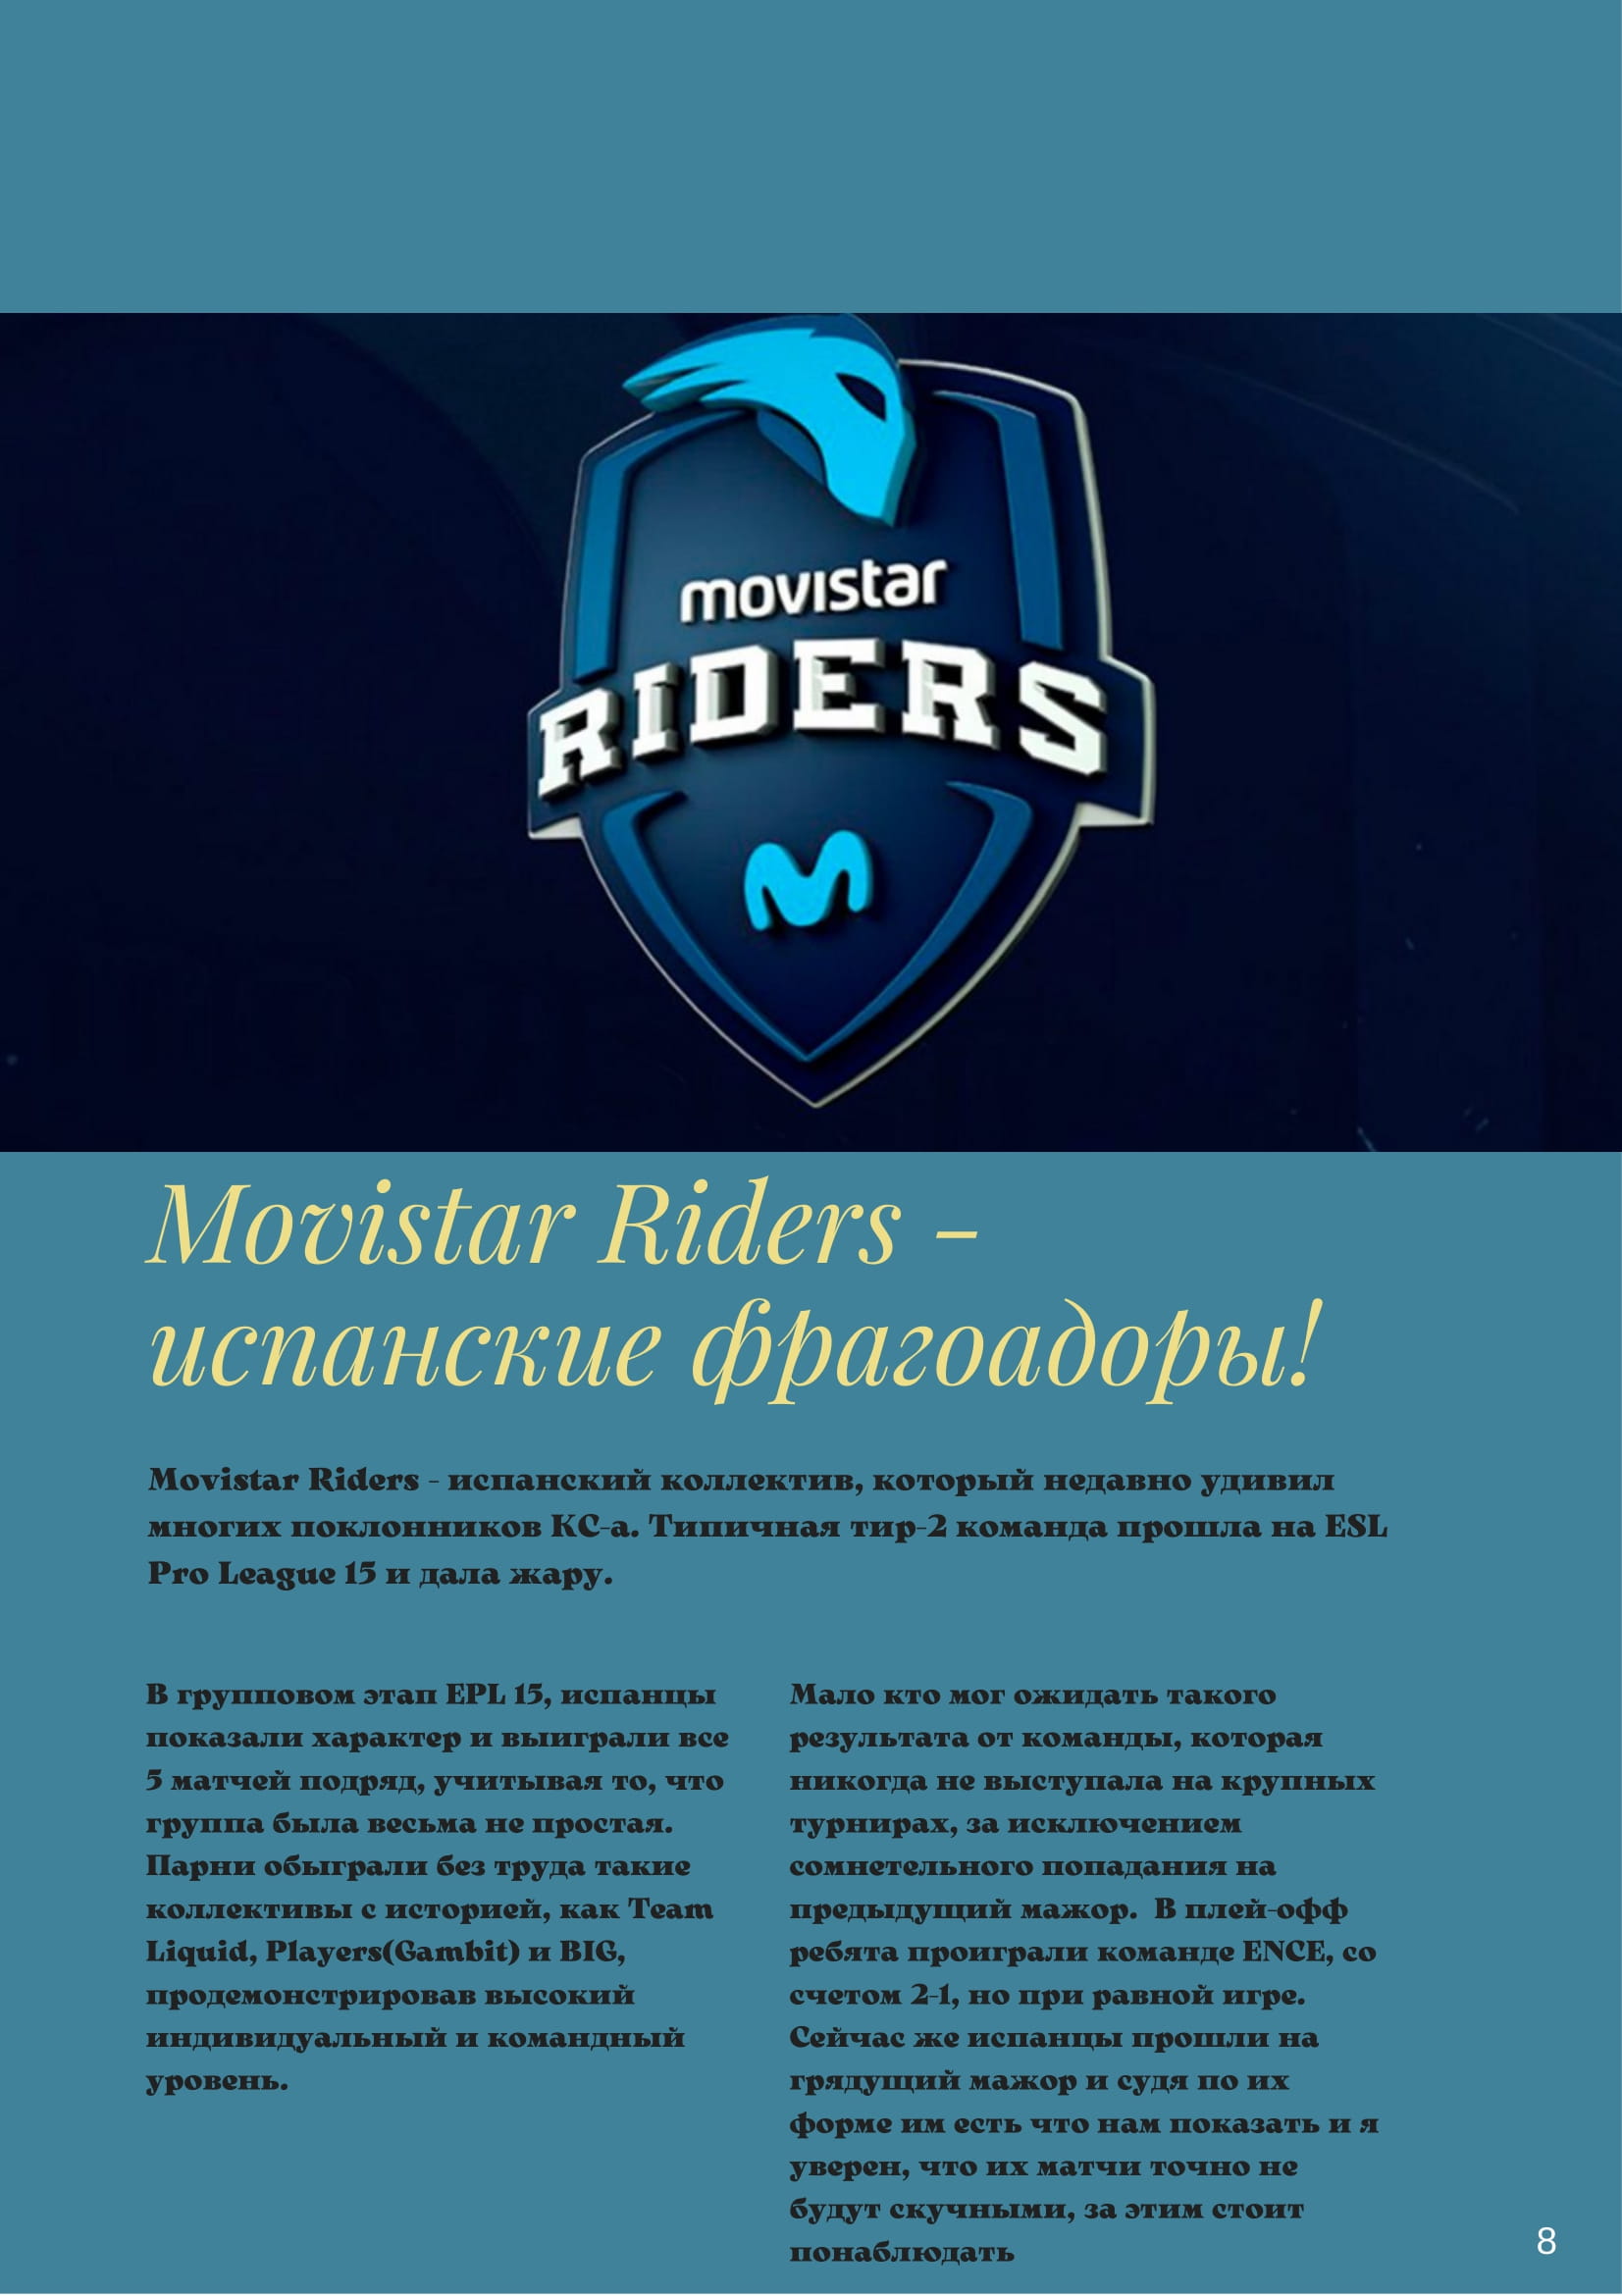 movistar
RIDERS
Movistar Riders –
испанские фрагоадоры!
Movistar Riders - испанский коллектив, который недавно удивил
многих поклонников КС-а. Типичная тир-2 команда прошла на ESL
Pro League 15 и дала жару.
В групповом этап EPL 15, испанцы
показали характер и выиграли все
5 матчей подряд, учитывая то, что
группа была весьма не простая.
Парни обыграли без труда такие
коллективы с историей, как Team
Liquid, Players(Gambit) и BIG,
продемонстрировав высокий
индивидуальный и командный
уровень.
Мало кто мог ожидать такого
результата от команды, которая
никогда не выступала на крупных
турнирах, за исключением
сомнетельного попадания на
предыдущий мажор.  В плей-офф
ребята проиграли команде ENCE, со
счетом 2-1, но при равной игре.
Сейчас же испанцы прошли на
грядущий мажор и судя по их
форме им есть что нам показать и я
уверен, что их матчи точно не
будут скучными, за этим стоит
понаблюдать
8